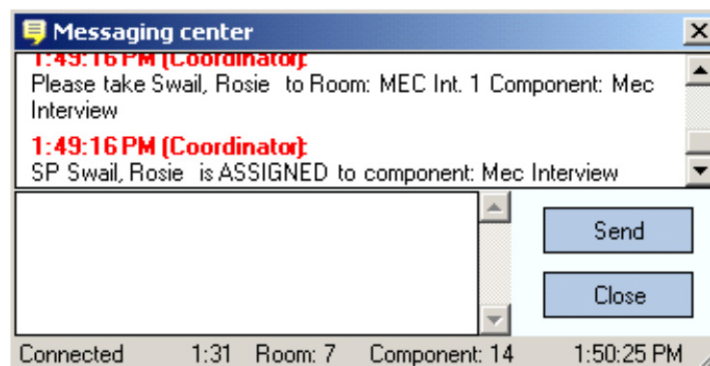 Messaging center
1:49:16 PM (Coordinator):
Please take Swail, Rosie to Room: MEC Int. 1 Component: Mec
Interview
1:49:16 PM (Coordinator):
SP Swail, Rosie is ASSIGNED to component: Mec Interview
Send
Close
Connected 1:31 Room: 7 Component: 14 1:50:25 PM